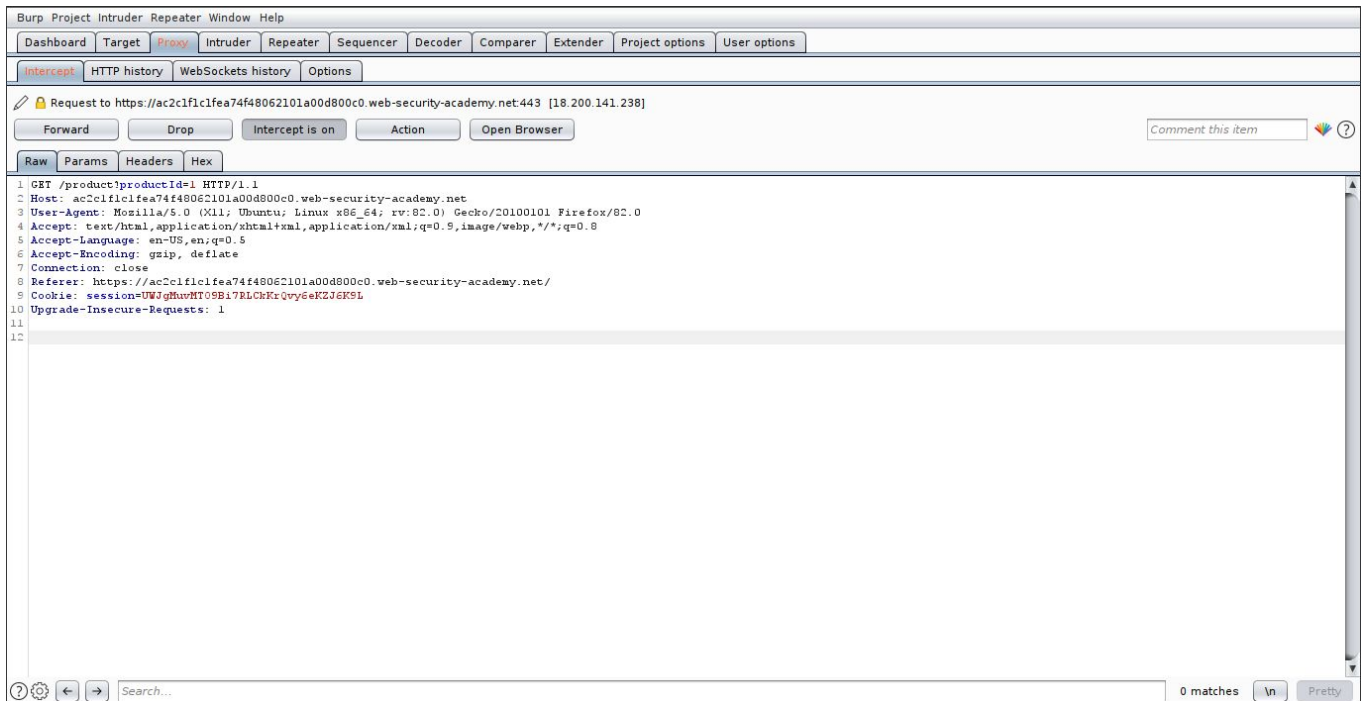 Burp Project Intruder Repeater Window Help
Dashboard Target Proxy Intruder Repeater Sequencer Decoder Comparer Extender Project options User options
Intercept HTTP history WebSockets history Options
Request to https://ac2c1f1c1fea74f48062101a00d800c0.web-security-academy.net:443 [18.200.141.238]
Forward Drop Intercept is on Action Open Browser Comment this item ?
Raw Params Headers Hex
1 GET /product?productId=1 HTTP/1.1
2 Host: ac2c1f1c1fea74f48062101a00d800c0.web-security-academy.net
3 User-Agent: Mozilla/5.0 (X11; Ubuntu; Linux x86_64; rv:82.0) Gecko/20100101 Firefox/82.0
4 Accept: text/html,application/xhtml+xml,application/xml;q=0.9,image/webp,*/*;q=0.8
5 Accept-Language: en-US,en;q=0.5
6 Accept-Encoding: gzip, deflate
7 Connection: close
8 Referer: https://ac2c1f1c1fea74f48062101a00d800c0.web-security-academy.net/
9 Cookie: session=UWJgMuvMT09Bi7RLCkKrQvy6eKZJ6K9L
10 Upgrade-Insecure-Requests: 1
11
12
? Search... 0 matches \n Pretty